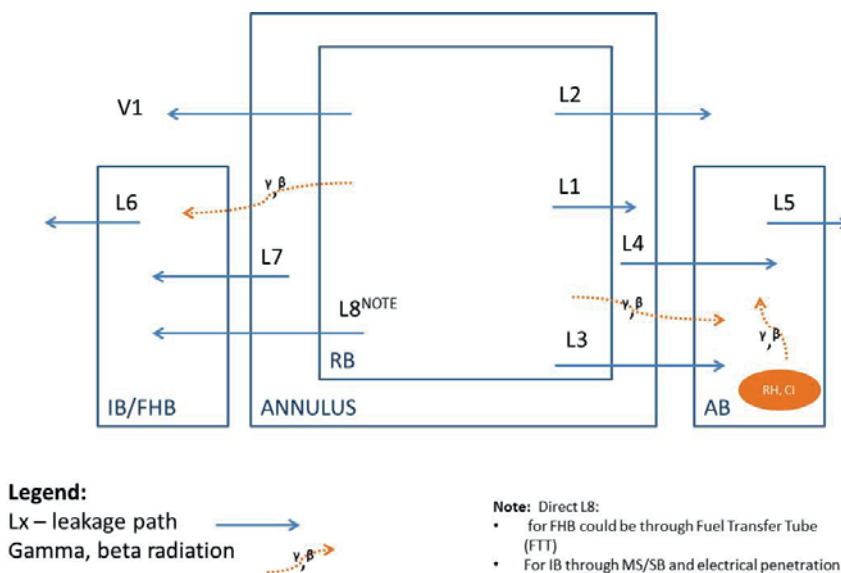 V1
L2
γ,β
L1
L6
L5
L7
L4
L8NOTE
γ,β
L3
γ,β
RB
RH, CI
IB/FHB
ANNULUS
AB
Legend:
Lx – leakage path
Gamma, beta radiation
γ,β
Note: Direct L8:
• for FHB could be through Fuel Transfer Tube
(FTT)
• For IB through MS/SB and electrical penetration